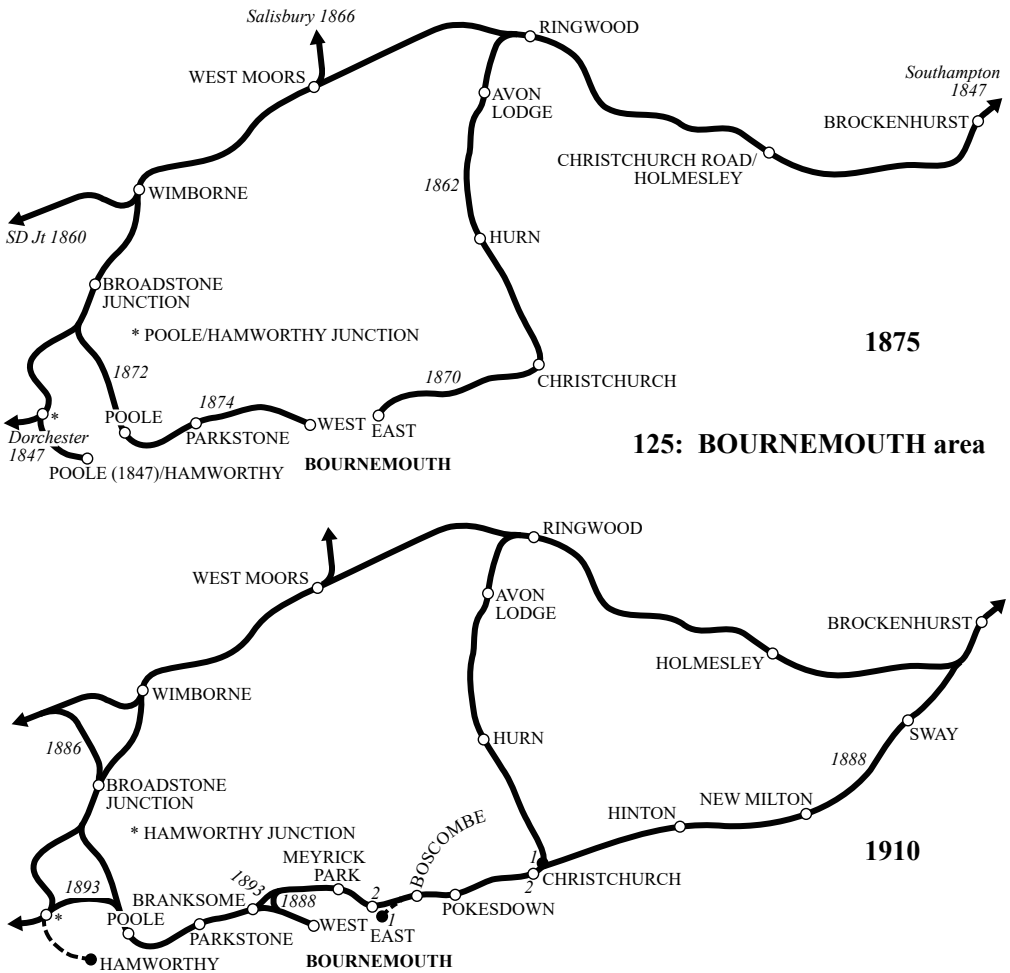 Salisbury 1866
RINGWOOD
WEST MOORS
AVON
LODGE
Southampton
1847
BROCKENHURST
CHRISTCHURCH ROAD/
HOLMESLEY
1862
WIMBORNE
SD Jt 1860
HURN
BROADSTONE
JUNCTION
* POOLE/HAMWORTHY JUNCTION
1875
1872
1870
CHRISTCHURCH
1874
*
POOLE
PARKSTONE
WEST
EAST
Dorchester
1847
POOLE (1847)/HAMWORTHY
BOURNEMOUTH
125: BOURNEMOUTH area
RINGWOOD
WEST MOORS
AVON
LODGE
BROCKENHURST
HOLMESLEY
WIMBORNE
SWAY
1886
HURN
1888
BROADSTONE
JUNCTION
NEW MILTON
HINTON
* HAMWORTHY JUNCTION
BOSCOMBE
MEYRICK
PARK
1
2
CHRISTCHURCH
1910
1893
BRANKSOME
1893
1888
2
1
POKESDOWN
*
POOLE
PARKSTONE
WEST
EAST
HAMWORTHY
BOURNEMOUTH